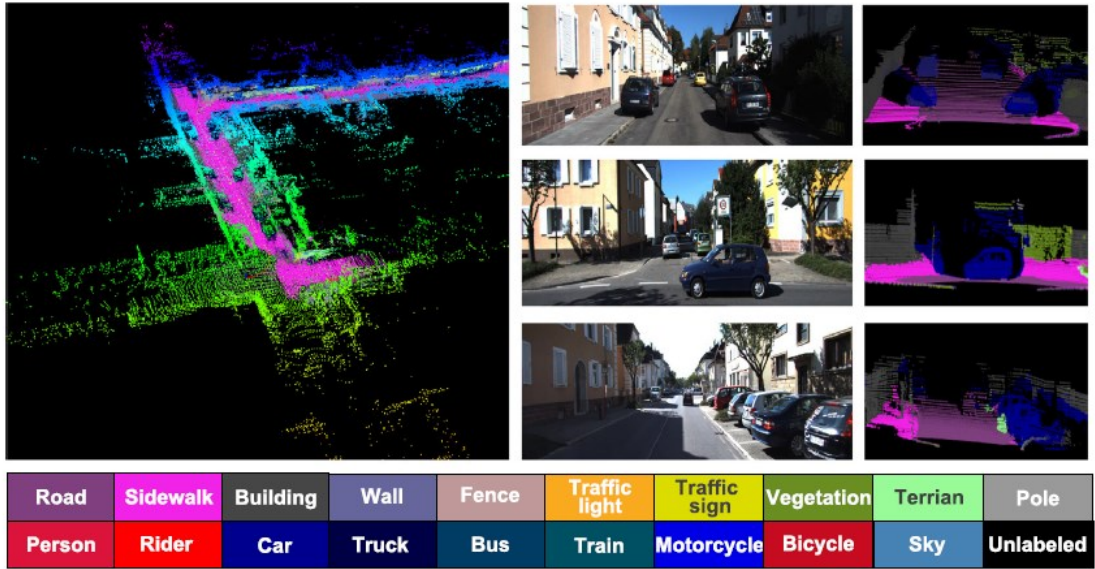 Road Sidewalk Building Wall Fence Traffic light Traffic sign Vegetation Terrian Pole
Person Rider Car Truck Bus Train Motorcycle Bicycle Sky Unlabeled